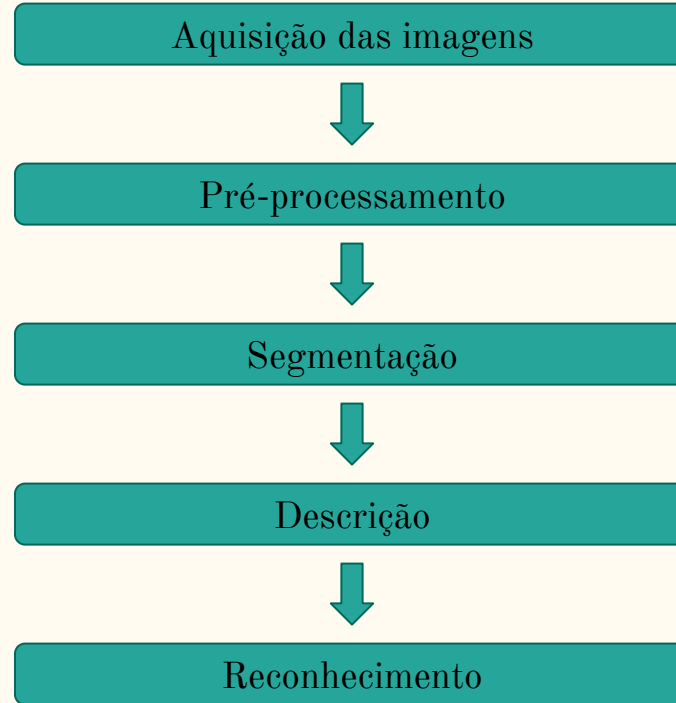 Aquisição das imagens
Pré-processamento
Segmentação
Descrição
Reconhecimento